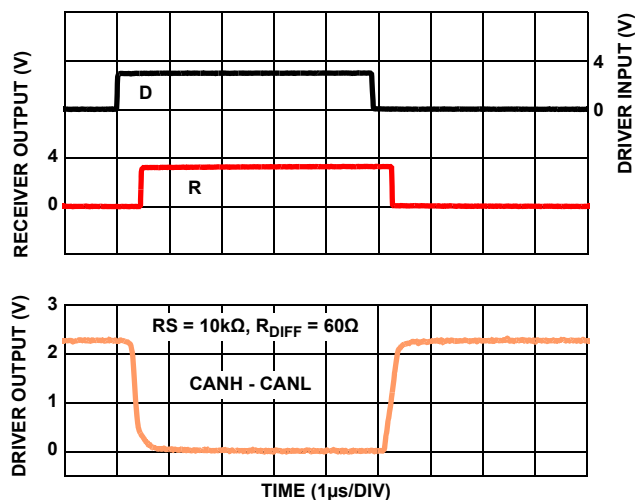 RECEIVER OUTPUT (V)
4
0
D
R
4
0
DRIVER INPUT (V)
DRIVER OUTPUT (V)
3
2
1
0
RS = 10kΩ, RDIFF = 60Ω
CANH - CANL
TIME (1µs/DIV)